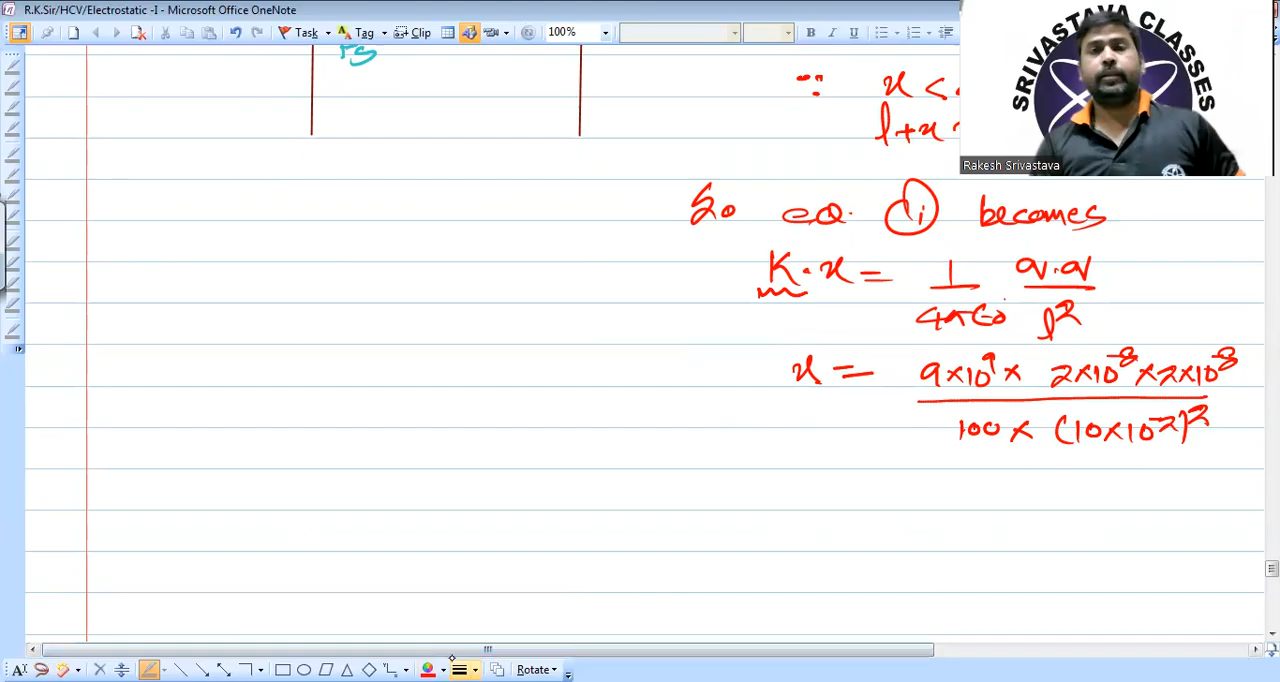 R.K.Sir/HCV/Electrostatic -I - Microsoft Office OneNote
Task Tag Clip 100% B I U
SRIVASTAVA CLASSES
Rakesh Srivastava
Fs
∵ x <
l+x
So eq. (i becomes
K.x = 1/4πε0 q.q/l²
x = 9×10⁹× 2×10⁻⁸×2×10⁻⁸
100 × (10×10⁻²)²
A Rotate